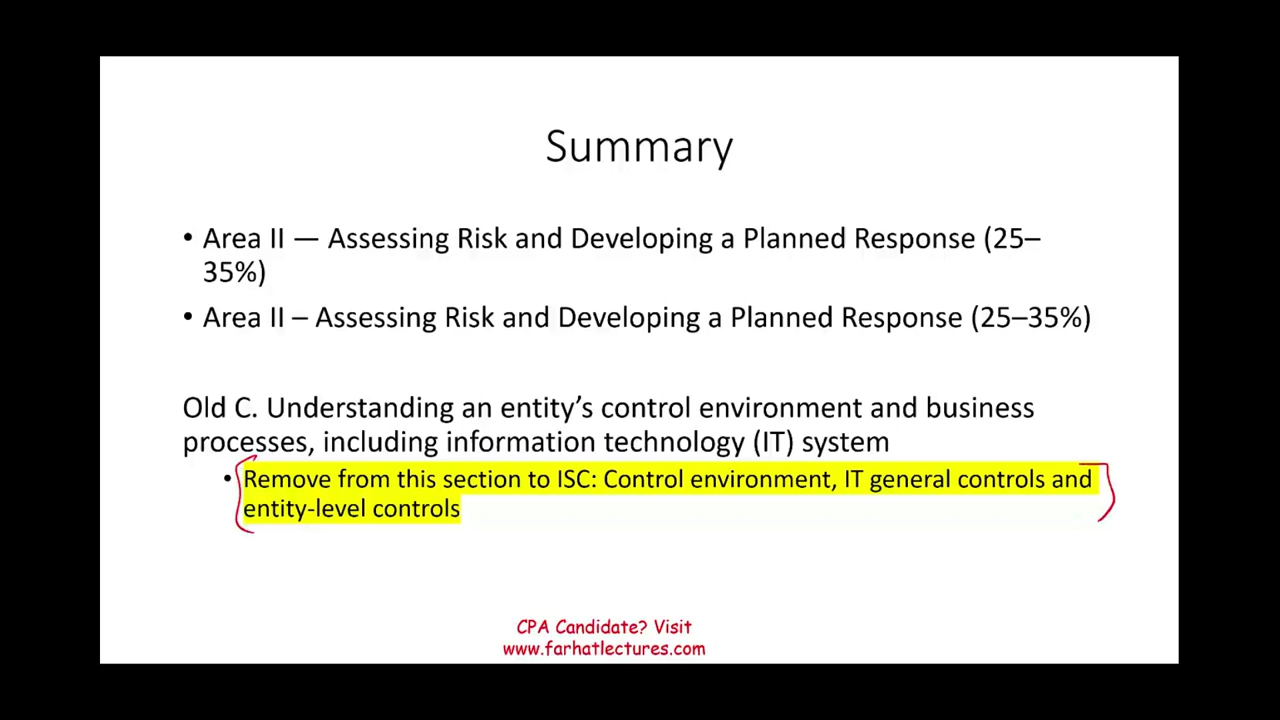 Summary
• Area II — Assessing Risk and Developing a Planned Response (25–
35%)
• Area II – Assessing Risk and Developing a Planned Response (25–35%)
Old C. Understanding an entity’s control environment and business
processes, including information technology (IT) system
• Remove from this section to ISC: Control environment, IT general controls and
entity-level controls
CPA Candidate? Visit
www.farhatlectures.com